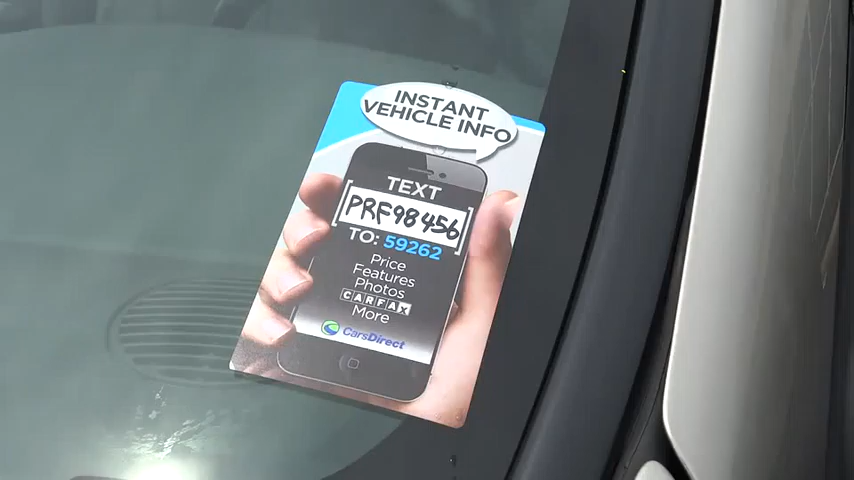 INSTANT
VEHICLE INFO
TEXT
PRF98456
TO: 59262
Price
Features
Photos
CARFAX
More
CarsDirect